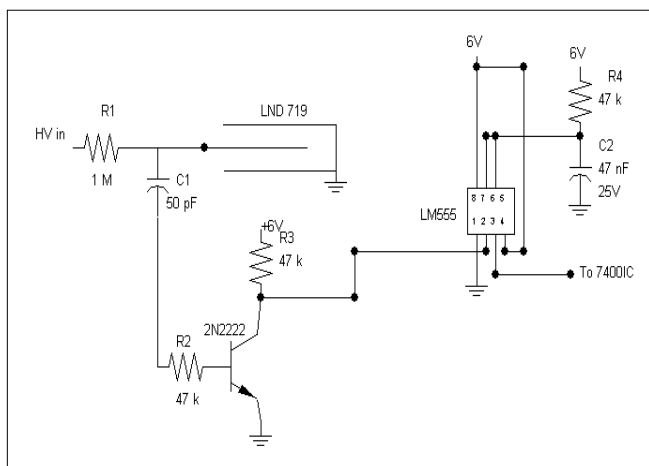 6V
6V
R4
47 k
R1
LND 719
HV in
1 M
C1
50 pF
C2
47 nF
25V
8 7 6 5
1 2 3 4
LM555
+6V
R3
47 k
To 7400IC
2N2222
R2
47 k